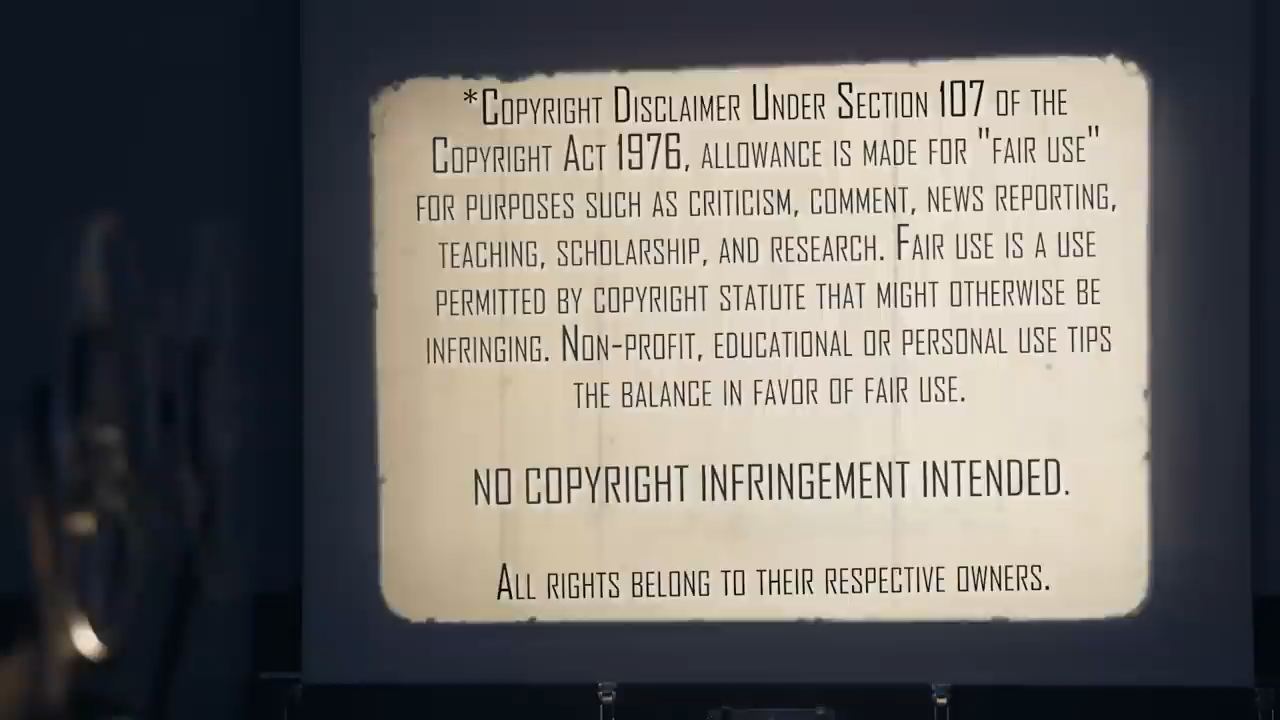 *Copyright Disclaimer Under Section 107 of the
Copyright Act 1976, allowance is made for "fair use"
for purposes such as criticism, comment, news reporting,
teaching, scholarship, and research. Fair use is a use
permitted by copyright statute that might otherwise be
infringing. Non-profit, educational or personal use tips
the balance in favor of fair use.
NO COPYRIGHT INFRINGEMENT INTENDED.
All rights belong to their respective owners.